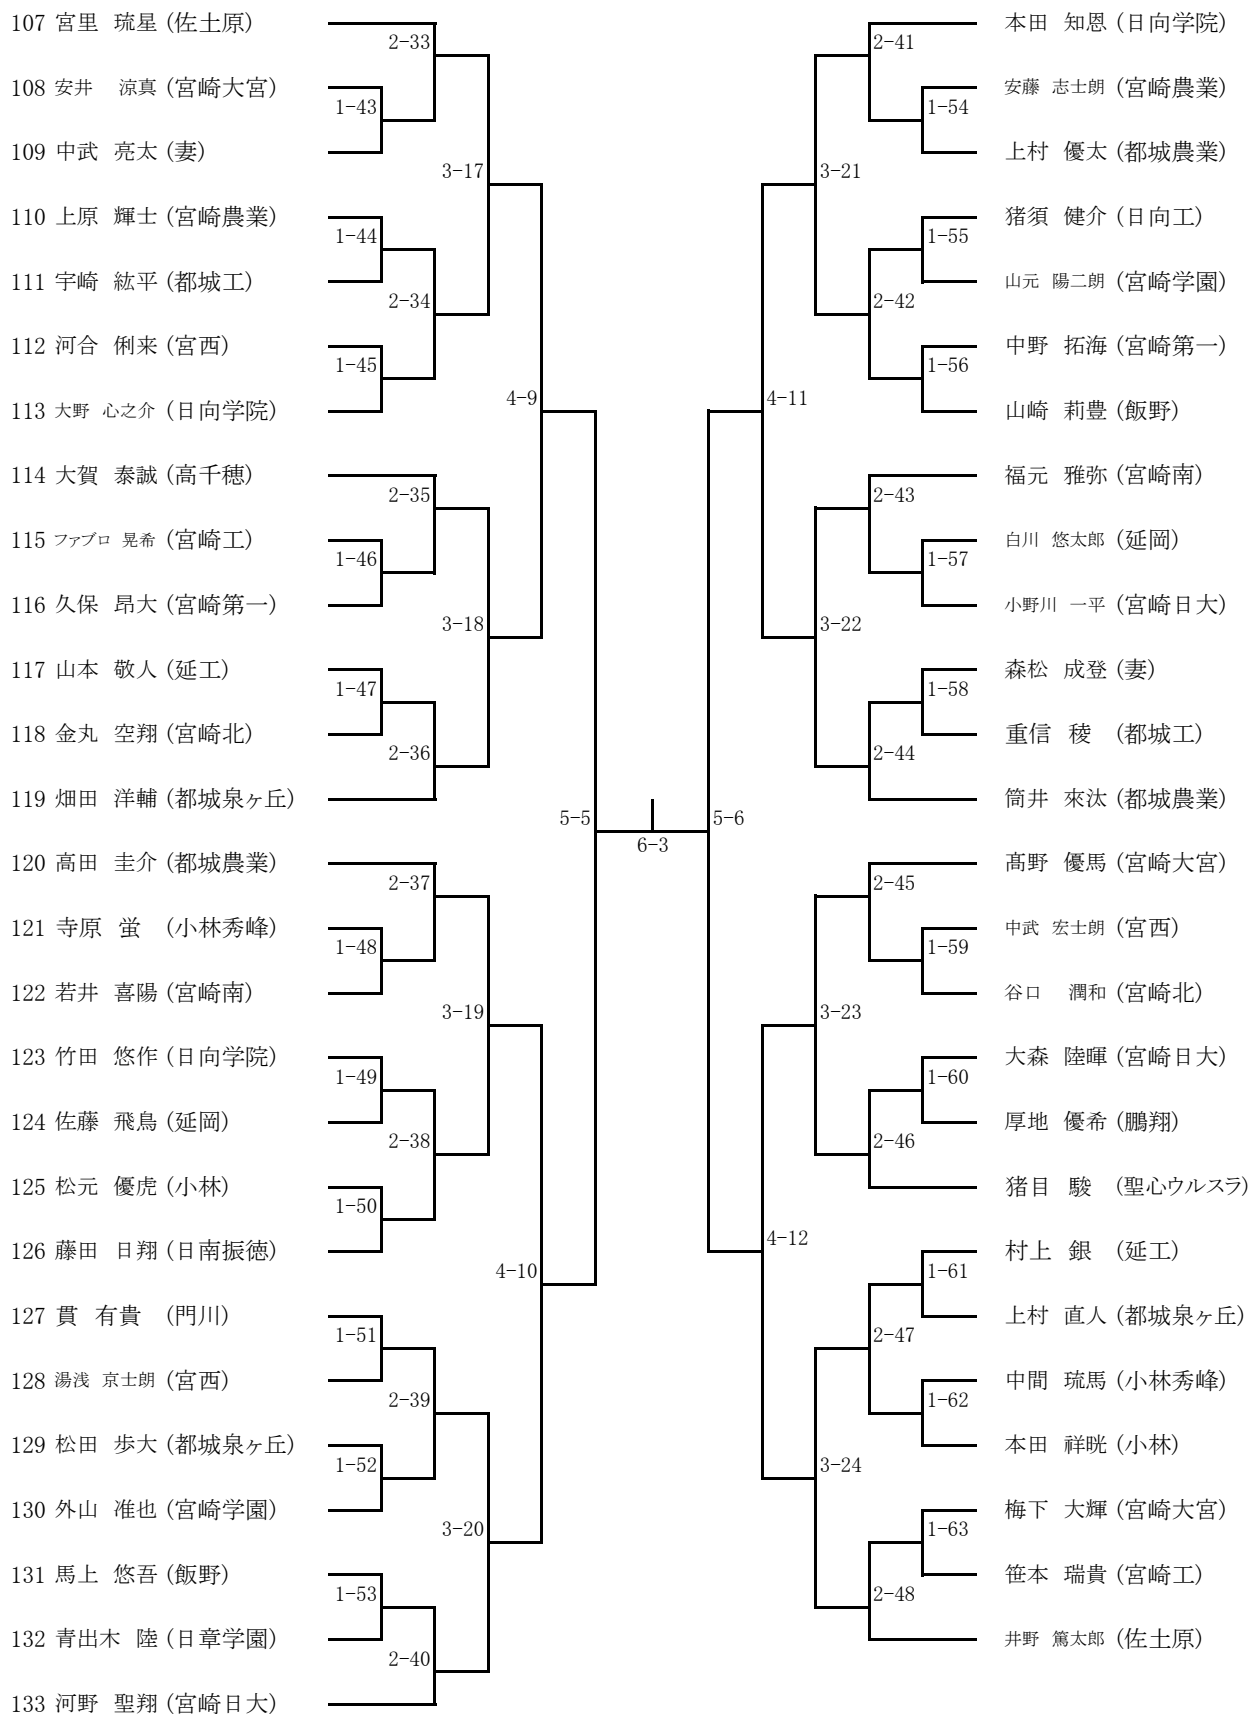 107 宮里 琉星 (佐土原)
108 安井 涼真 (宮崎大宮)
109 中武 亮太 (妻)
110 上原 輝士 (宮崎農業)
111 宇崎 紘平 (都城工)
112 河合 俐来 (宮西)
113 大野 心之介 (日向学院)
114 大賀 泰誠 (高千穂)
115 ファブロ 晃希 (宮崎工)
116 久保 昂大 (宮崎第一)
117 山本 敬人 (延工)
118 金丸 空翔 (宮崎北)
119 畑田 洋輔 (都城泉ヶ丘)
120 高田 圭介 (都城農業)
121 寺原 蛍 (小林秀峰)
122 若井 喜陽 (宮崎南)
123 竹田 悠作 (日向学院)
124 佐藤 飛鳥 (延岡)
125 松元 優虎 (小林)
126 藤田 日翔 (日南振徳)
127 貫 有貴 (門川)
128 湯浅 京士朗 (宮西)
129 松田 歩大 (都城泉ヶ丘)
130 外山 准也 (宮崎学園)
131 馬上 悠吾 (飯野)
132 青出木 陸 (日章学園)
133 河野 聖翔 (宮崎日大)
1-43
1-44
1-45
1-46
1-47
1-48
1-49
1-50
1-51
1-52
1-53
2-33
2-34
2-35
2-36
2-37
2-38
2-39
2-40
3-17
3-18
3-19
3-20
4-9
4-10
5-5
6-3
5-6
4-11
4-12
3-21
3-22
3-23
3-24
2-41
2-42
2-43
2-44
2-45
2-46
2-47
2-48
1-54
1-55
1-56
1-57
1-58
1-59
1-60
1-61
1-62
1-63
本田 知恩 (日向学院)
安藤 志士朗 (宮崎農業)
上村 優太 (都城農業)
猪須 健介 (日向工)
山元 陽二朗 (宮崎学園)
中野 拓海 (宮崎第一)
山崎 莉豊 (飯野)
福元 雅弥 (宮崎南)
白川 悠太郎 (延岡)
小野川 一平 (宮崎日大)
森松 成登 (妻)
重信 稜 (都城工)
筒井 來汰 (都城農業)
髙野 優馬 (宮崎大宮)
中武 宏士朗 (宮西)
谷口 潤和 (宮崎北)
大森 陸暉 (宮崎日大)
厚地 優希 (鵬翔)
猪目 駿 (聖心ウルスラ)
村上 銀 (延工)
上村 直人 (都城泉ヶ丘)
中間 琉馬 (小林秀峰)
本田 祥晄 (小林)
梅下 大輝 (宮崎大宮)
笹本 瑞貴 (宮崎工)
井野 篤太郎 (佐土原)